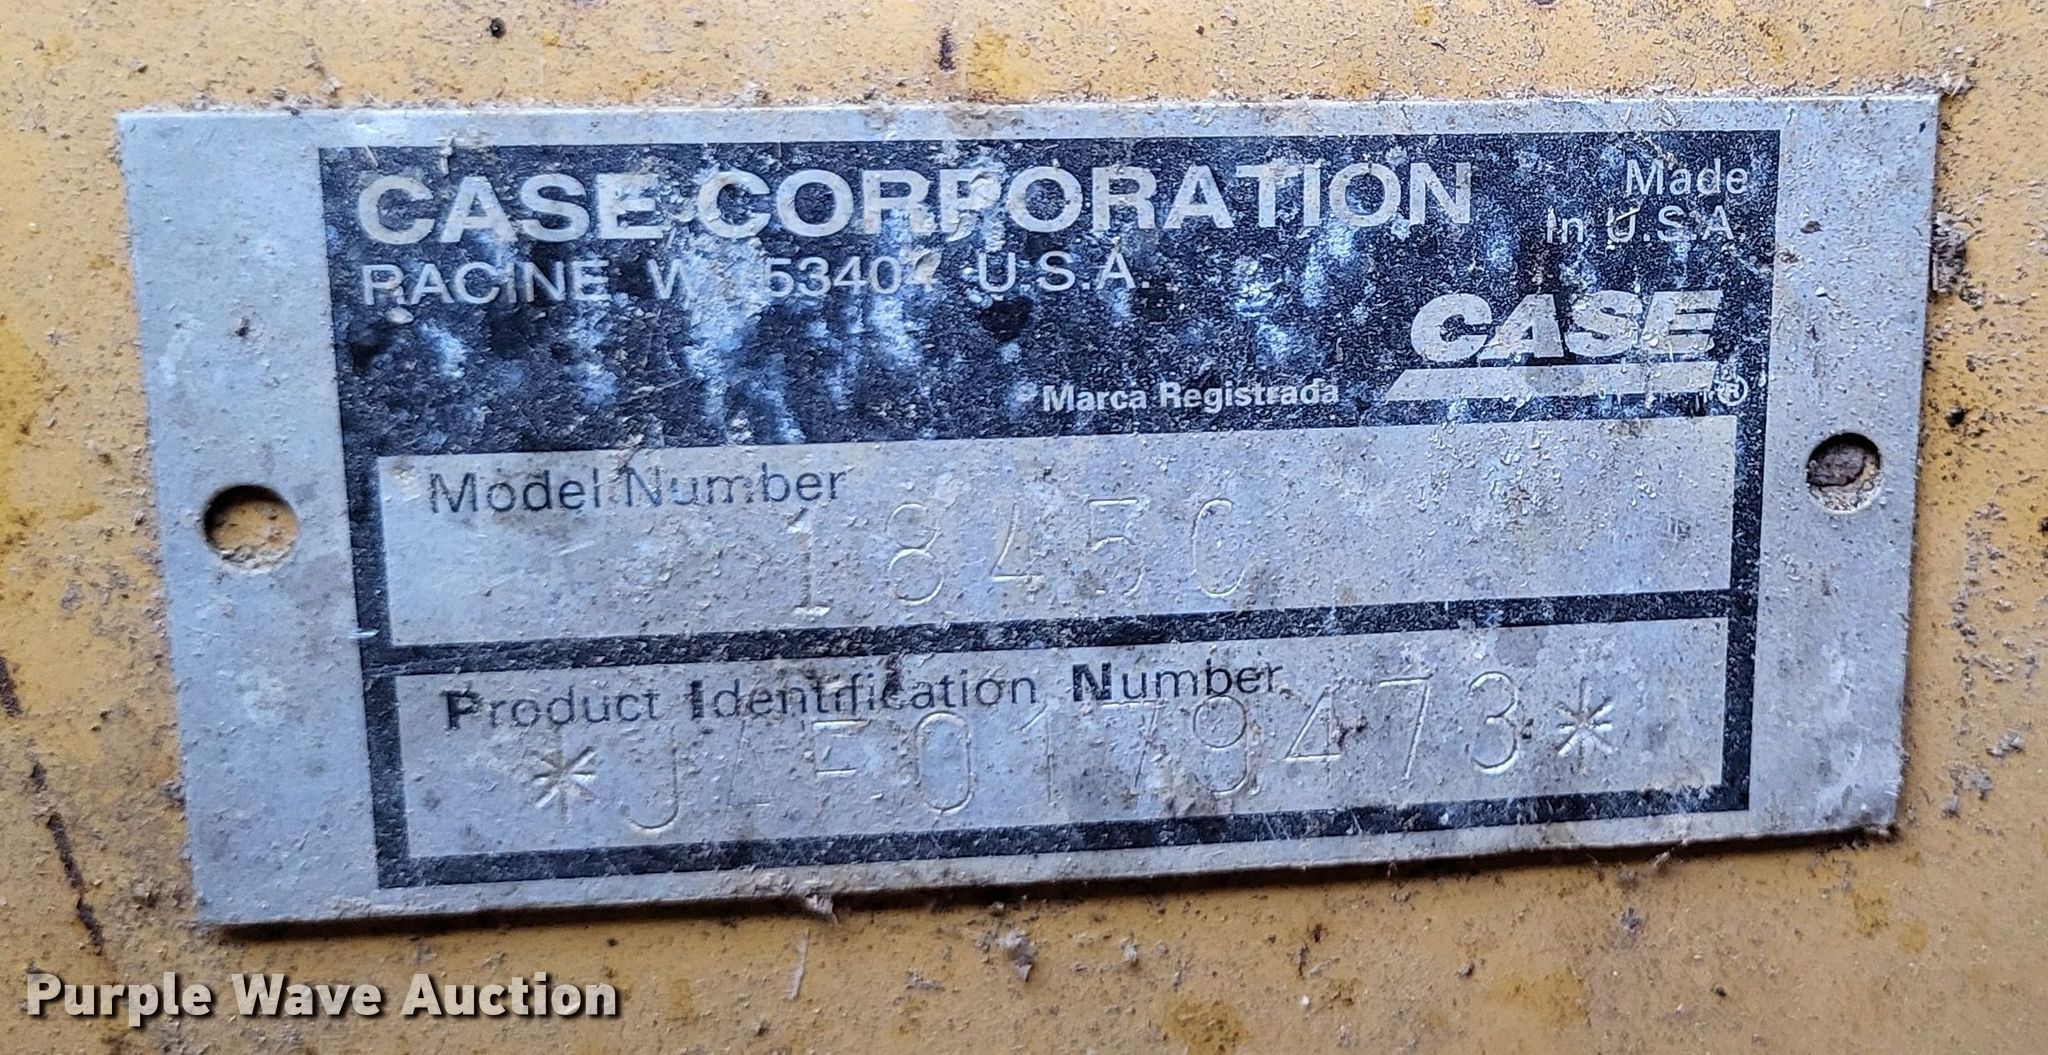 CASE CORPORATION
Made
In U.S.A.
RACINE WI 53404 U.S.A.
CASE
®
Marca Registrada
Model Number
1845C
Product Identification Number
*JAF0179473*
Purple Wave Auction